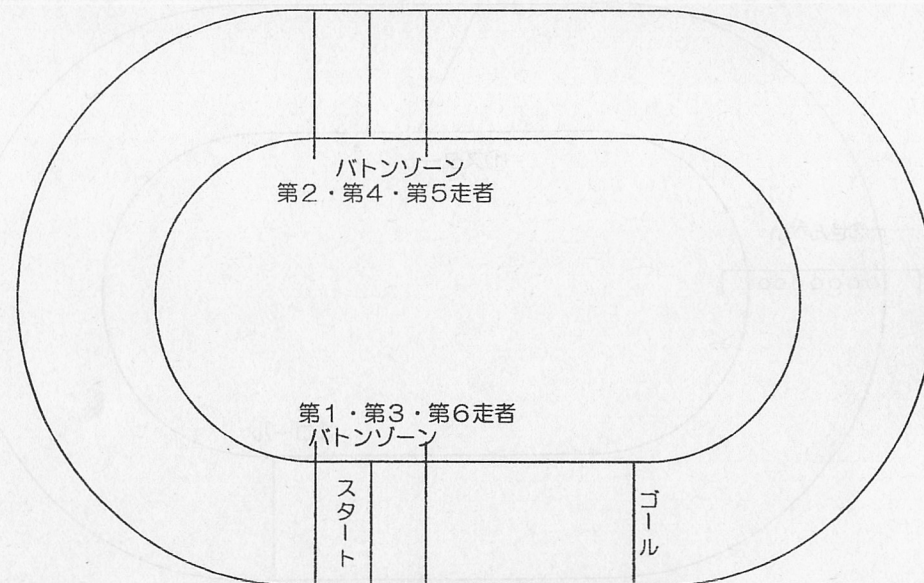 バトンゾーン
第2・第4・第5走者
第1・第3・第6走者
バトンゾーン
スタート
ゴール